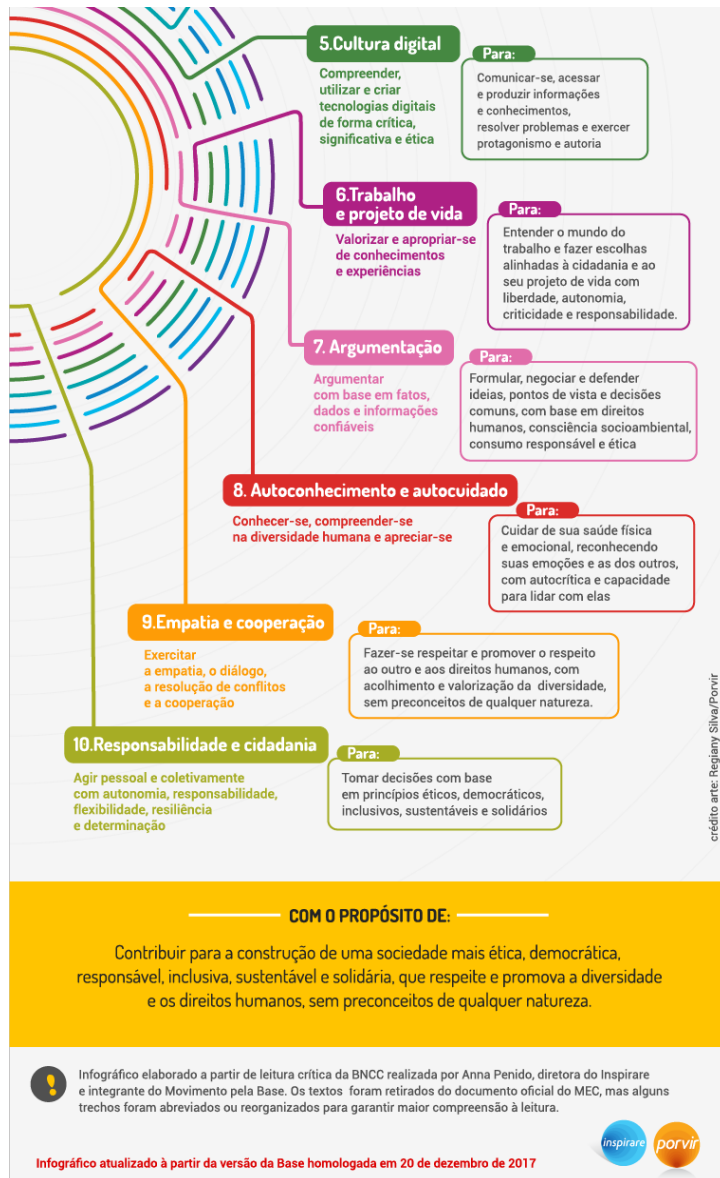 5.Cultura digital
Compreender,
utilizar e criar
tecnologias digitais
de forma crítica,
significativa e ética
Para:
Comunicar-se, acessar
e produzir informações
e conhecimentos,
resolver problemas e exercer
protagonismo e autoria
6.Trabalho
e projeto de vida
Valorizar e apropriar-se
de conhecimentos
e experiências
Para:
Entender o mundo do
trabalho e fazer escolhas
alinhadas à cidadania e ao
seu projeto de vida com
liberdade, autonomia,
criticidade e responsabilidade.
7. Argumentação
Argumentar
com base em fatos,
dados e informações
confiáveis
Para:
Formular, negociar e defender
ideias, pontos de vista e decisões
comuns, com base em direitos
humanos, consciência socioambiental,
consumo responsável e ética
8. Autoconhecimento e autocuidado
Conhecer-se, compreender-se
na diversidade humana e apreciar-se
Para:
Cuidar de sua saúde física
e emocional, reconhecendo
suas emoções e as dos outros,
com autocrítica e capacidade
para lidar com elas
9.Empatia e cooperação
Exercitar
a empatia, o diálogo,
a resolução de conflitos
e a cooperação
Para:
Fazer-se respeitar e promover o respeito
ao outro e aos direitos humanos, com
acolhimento e valorização da diversidade,
sem preconceitos de qualquer natureza.
10.Responsabilidade e cidadania
Agir pessoal e coletivamente
com autonomia, responsabilidade,
flexibilidade, resiliência
e determinação
Para:
Tomar decisões com base
em princípios éticos, democráticos,
inclusivos, sustentáveis e solidários
crédito arte: Regiany Silva/Porvir
COM O PROPÓSITO DE:
Contribuir para a construção de uma sociedade mais ética, democrática,
responsável, inclusiva, sustentável e solidária, que respeite e promova a diversidade
e os direitos humanos, sem preconceitos de qualquer natureza.
Infográfico elaborado a partir de leitura crítica da BNCC realizada por Anna Penido, diretora do Inspirare
e integrante do Movimento pela Base. Os textos foram retirados do documento oficial do MEC, mas alguns
trechos foram abreviados ou reorganizados para garantir maior compreensão à leitura.
inspirare
porvir
Infográfico atualizado à partir da versão da Base homologada em 20 de dezembro de 2017